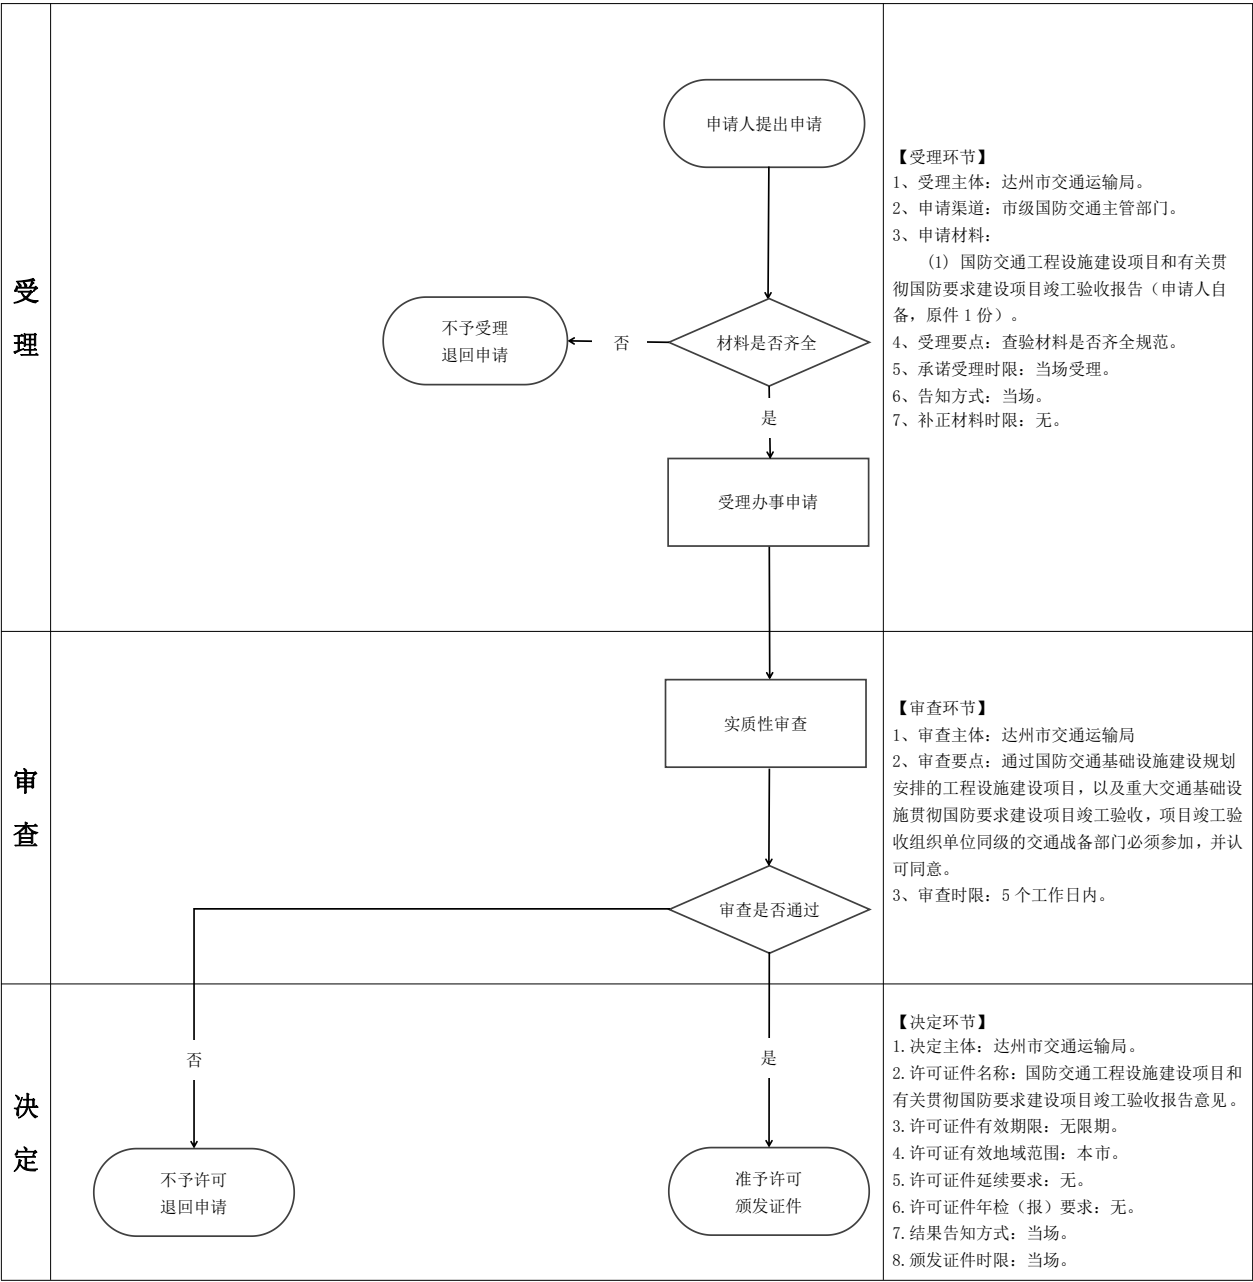 受
理
申请人提出申请
材料是否齐全
否
不予受理
退回申请
是
受理办事申请
【受理环节】
1、受理主体：达州市交通运输局。
2、申请渠道：市级国防交通主管部门。
3、申请材料：
（1）国防交通工程设施建设项目和有关贯
彻国防要求建设项目竣工验收报告（申请人自
备，原件 1 份）。
4、受理要点：查验材料是否齐全规范。
5、承诺受理时限：当场受理。
6、告知方式：当场。
7、补正材料时限：无。
审
查
实质性审查
审查是否通过
【审查环节】
1、审查主体：达州市交通运输局
2、审查要点：通过国防交通基础设施建设规划
安排的工程设施建设项目，以及重大交通基础设
施贯彻国防要求建设项目竣工验收，项目竣工验
收组织单位同级的交通战备部门必须参加，并认
可同意。
3、审查时限：5 个工作日内。
决
定
否
是
不予许可
退回申请
准予许可
颁发证件
【决定环节】
1.决定主体：达州市交通运输局。
2.许可证件名称：国防交通工程设施建设项目和
有关贯彻国防要求建设项目竣工验收报告意见。
3.许可证件有效期限：无限期。
4.许可证有效地域范围：本市。
5.许可证件延续要求：无。
6.许可证件年检（报）要求：无。
7.结果告知方式：当场。
8.颁发证件时限：当场。